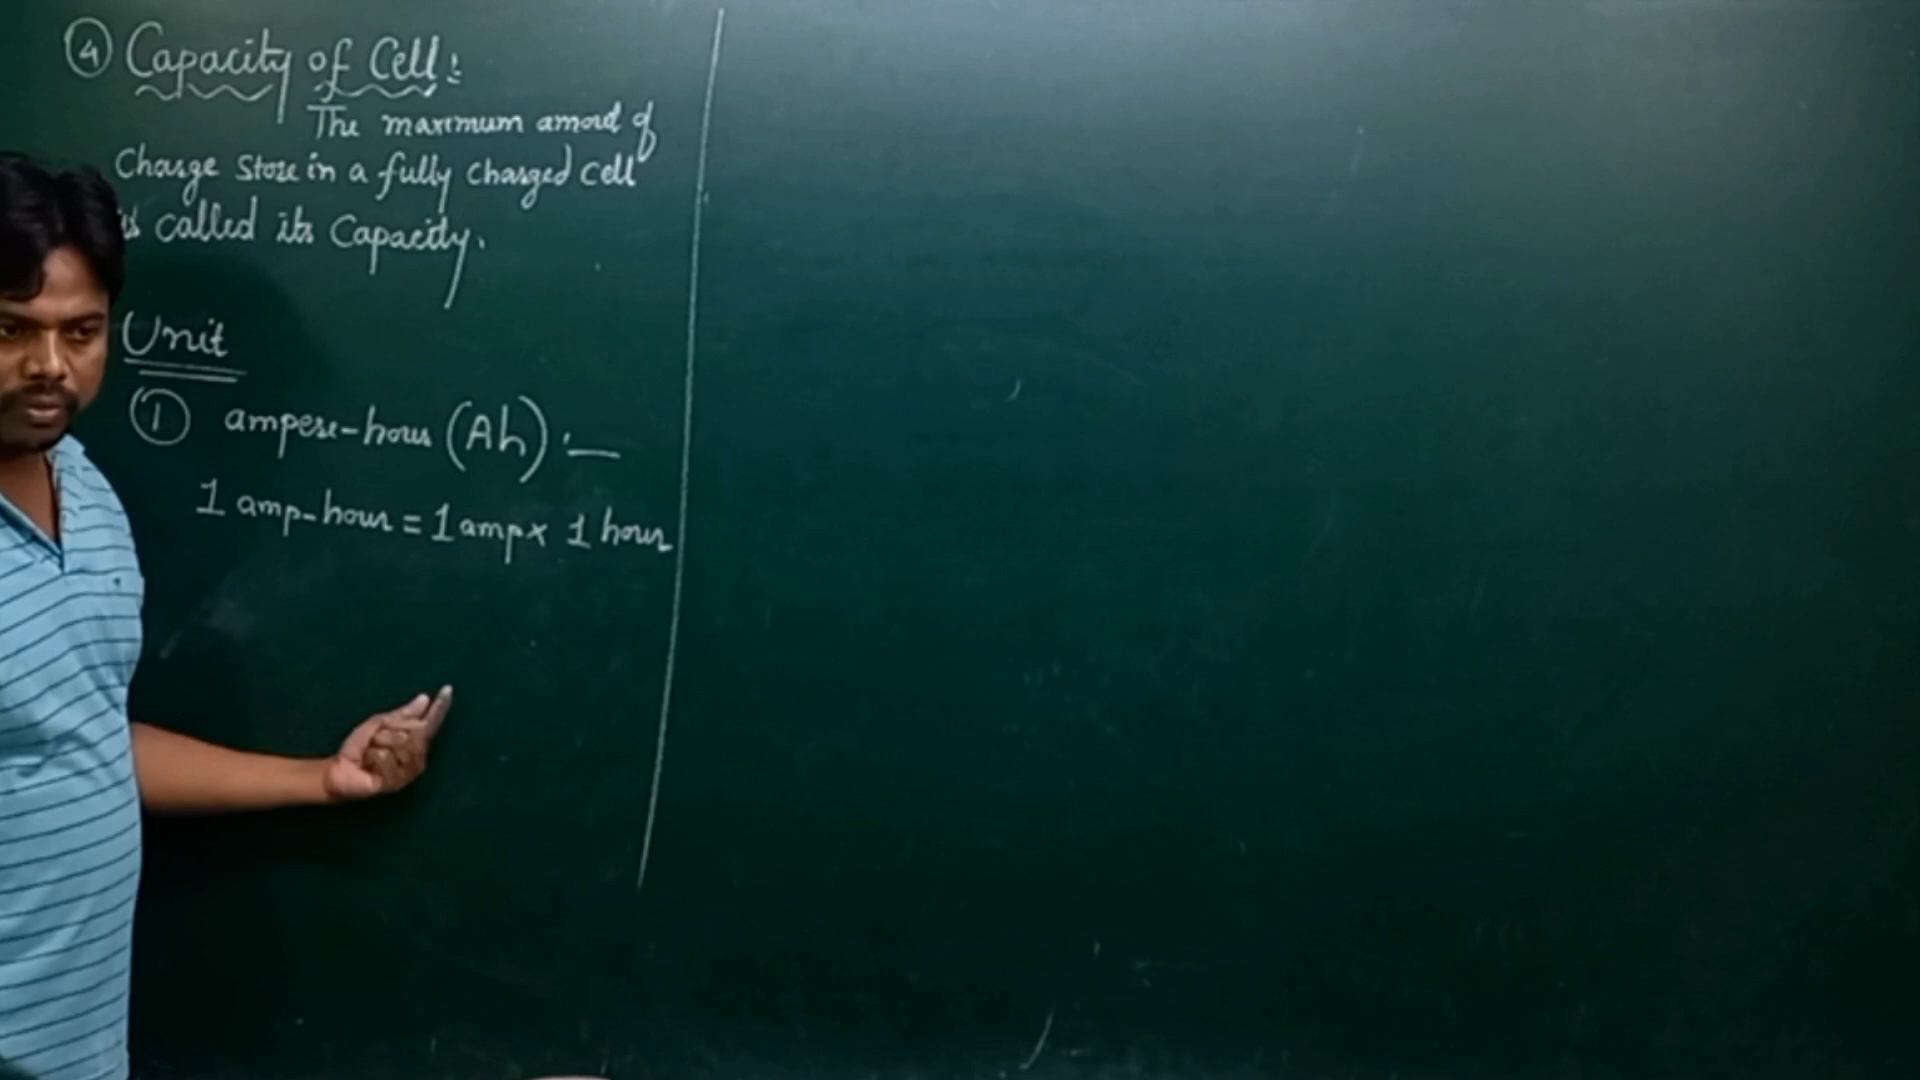 ④ Capacity of Cell:
The maximum amout of
Charge Store in a fully charged cell
is called its Capacity.
Unit
① ampere-hour (Ah) :—
1 amp-hour = 1 amp x 1 hour